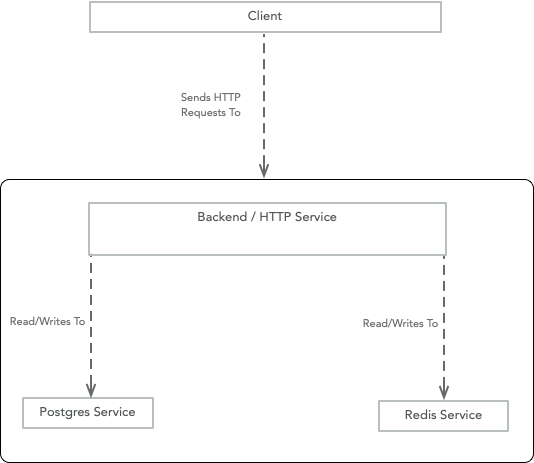 Client
Sends HTTP
Requests To
Backend / HTTP Service
Read/Writes To
Read/Writes To
Postgres Service
Redis Service